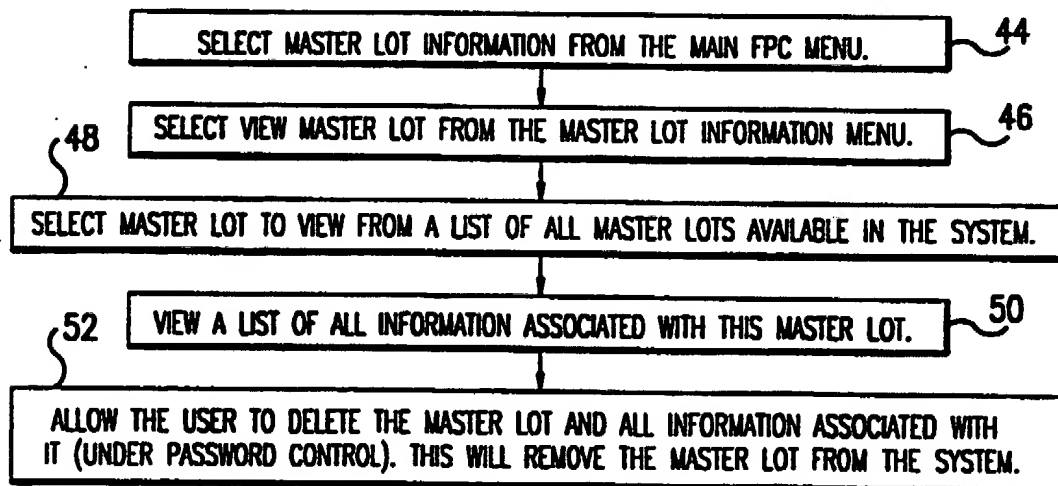 SELECT MASTER LOT INFORMATION FROM THE MAIN FPC MENU.
44
SELECT VIEW MASTER LOT FROM THE MASTER LOT INFORMATION MENU.
46
48
SELECT MASTER LOT TO VIEW FROM A LIST OF ALL MASTER LOTS AVAILABLE IN THE SYSTEM.
VIEW A LIST OF ALL INFORMATION ASSOCIATED WITH THIS MASTER LOT.
50
52
ALLOW THE USER TO DELETE THE MASTER LOT AND ALL INFORMATION ASSOCIATED WITH
IT (UNDER PASSWORD CONTROL). THIS WILL REMOVE THE MASTER LOT FROM THE SYSTEM.